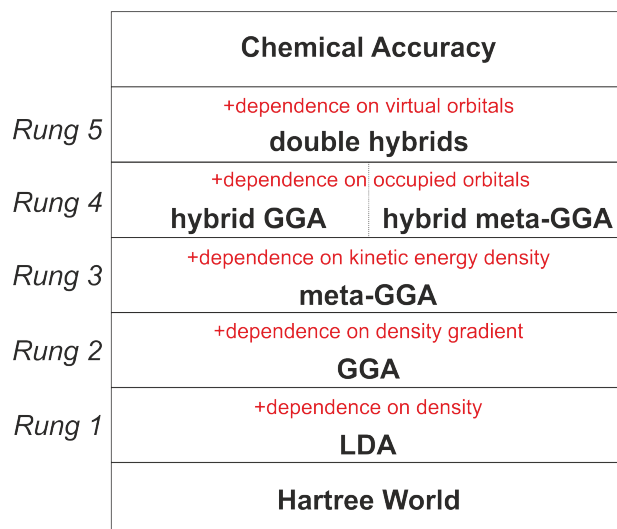 Chemical Accuracy
Rung 5
+dependence on virtual orbitals
double hybrids
Rung 4
+dependence on occupied orbitals
hybrid GGA
hybrid meta-GGA
Rung 3
+dependence on kinetic energy density
meta-GGA
Rung 2
+dependence on density gradient
GGA
Rung 1
+dependence on density
LDA
Hartree World